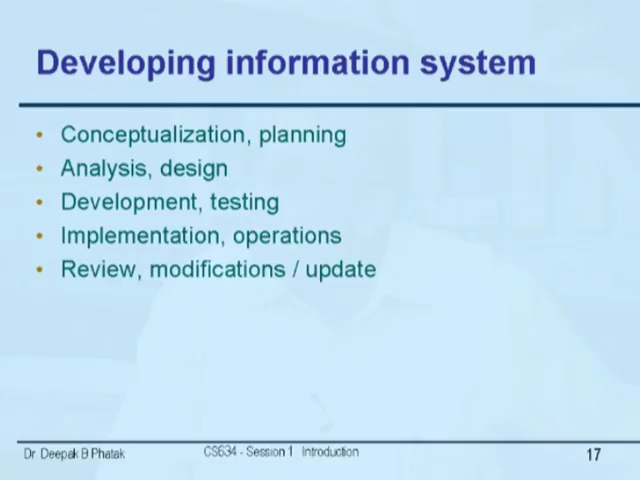 Developing information system
• Conceptualization, planning
• Analysis, design
• Development, testing
• Implementation, operations
• Review, modifications / update
Dr. Deepak B Phatak
CS634 - Session 1 Introduction
17